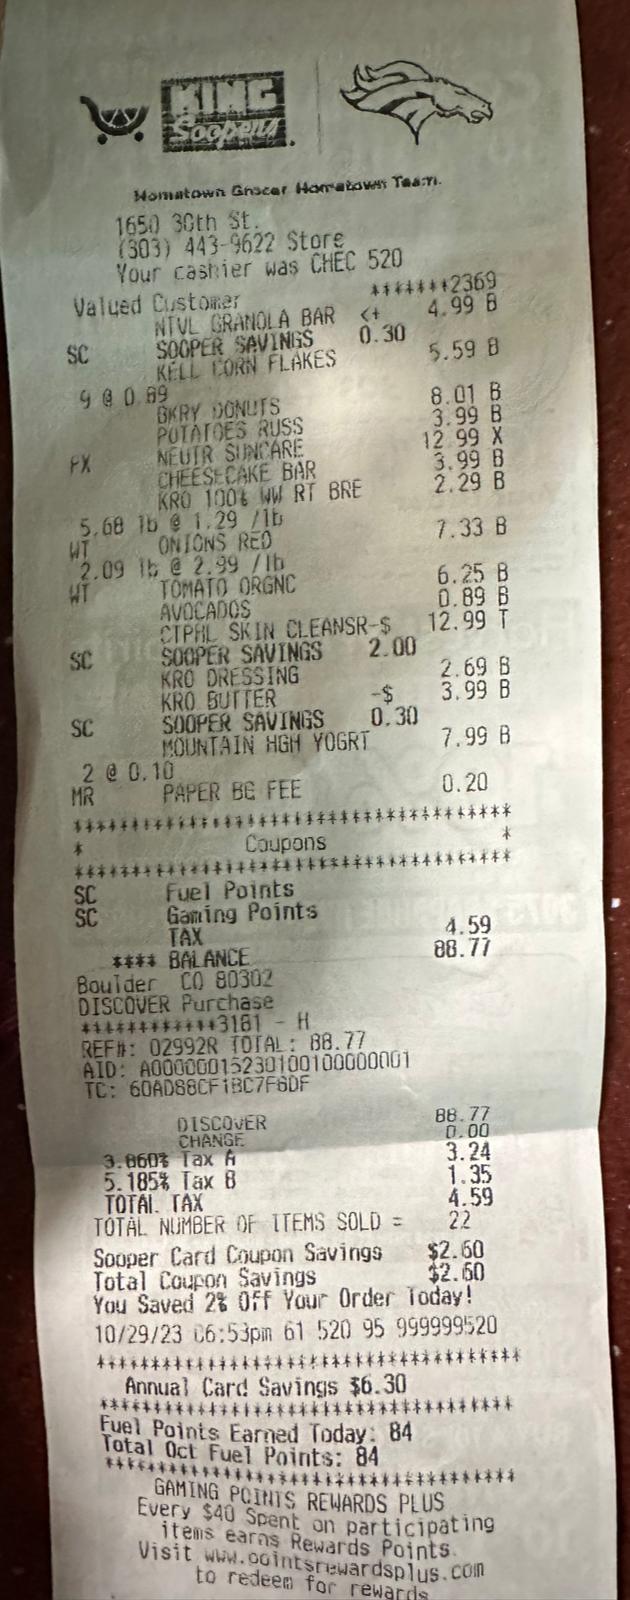 KING
Soopers.
Hometown Grocer Hometown Team.
1650 30th St.
(303) 443-9622 Store
Your cashier was CHEC 520
Valued Customer *******2369
NTVL GRANOLA BAR <+ 4.99 B
SC SOOPER SAVINGS 0.30
KELL CORN FLAKES 5.59 B
9 @ 0.89
BKRY DONUTS 8.01 B
POTATOES RUSS 3.99 B
FX NEUTR SUNCARE 12.99 X
CHEESECAKE BAR 3.99 B
KRO 100% WW RT BRE 2.29 B
5.68 lb @ 1.29 /lb
WT ONIONS RED 7.33 B
2.09 lb @ 2.99 /lb
WT TOMATO ORGNC 6.25 B
AVOCADOS 0.89 B
CTPHL SKIN CLEANSR-$ 12.99 T
SC SOOPER SAVINGS 2.00
KRO DRESSING 2.69 B
KRO BUTTER -$ 3.99 B
SC SOOPER SAVINGS 0.30
MOUNTAIN HGH YOGRT 7.99 B
2 @ 0.10
MR PAPER BG FEE 0.20
************************************
* Coupons *
************************************
SC Fuel Points
SC Gaming Points
TAX 4.59
**** BALANCE 88.77
Boulder CO 80302
DISCOVER Purchase
************3181 - H
REF#: 02992R TOTAL: 88.77
AID: A0000001523010010000000­1
TC: 60AD88CF1BC7F6DF
DISCOVER 88.77
CHANGE 0.00
3.860% Tax A 3.24
5.185% Tax B 1.35
TOTAL TAX 4.59
TOTAL NUMBER OF ITEMS SOLD = 22
Sooper Card Coupon Savings $2.60
Total Coupon Savings $2.60
You Saved 2% Off Your Order Today!
10/29/23 06:53pm 61 520 95 999999520
************************************
Annual Card Savings $6.30
************************************
Fuel Points Earned Today: 84
Total Oct Fuel Points: 84
************************************
GAMING POINTS REWARDS PLUS
Every $40 Spent on participating
items earns Rewards Points.
Visit www.pointsrewardsplus.com
to redeem for rewards